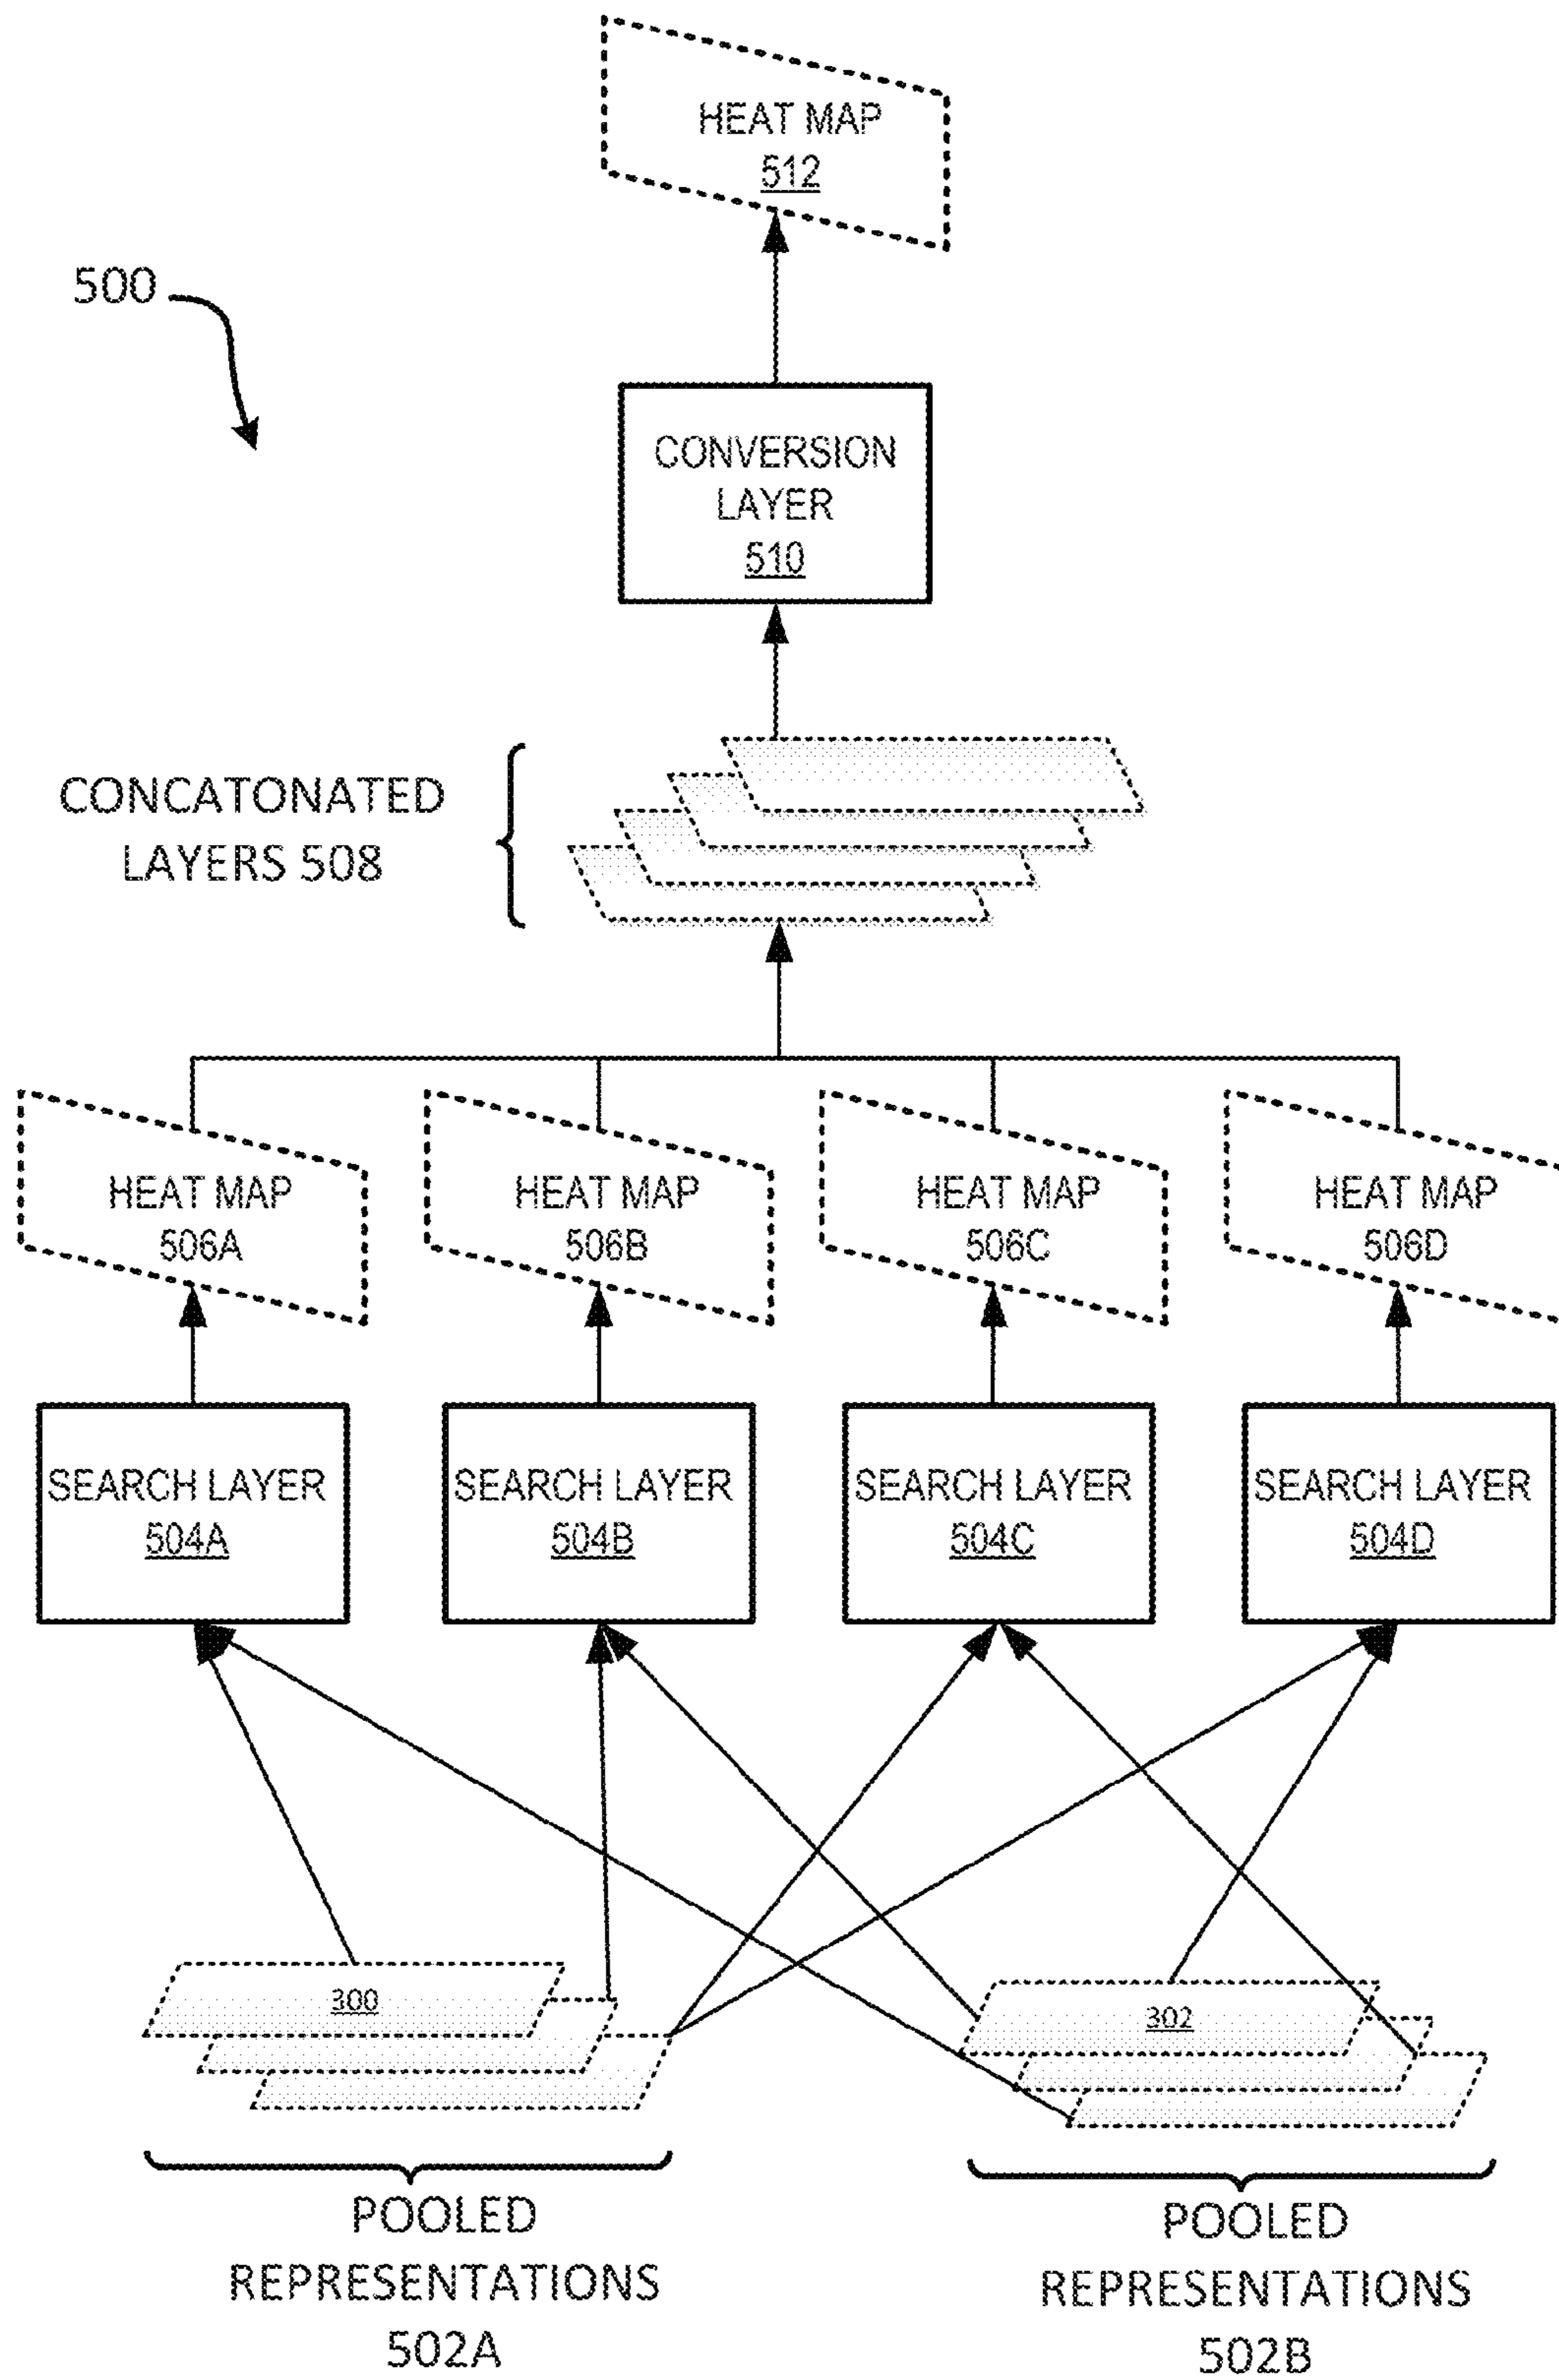 HEAT MAP
512
500
CONVERSION
LAYER
510
CONCATONATED
LAYERS 508
HEAT MAP
506A
HEAT MAP
506B
HEAT MAP
506C
HEAT MAP
506D
SEARCH LAYER
504A
SEARCH LAYER
504B
SEARCH LAYER
504C
SEARCH LAYER
504D
300
302
POOLED
REPRESENTATIONS
502A
POOLED
REPRESENTATIONS
502B